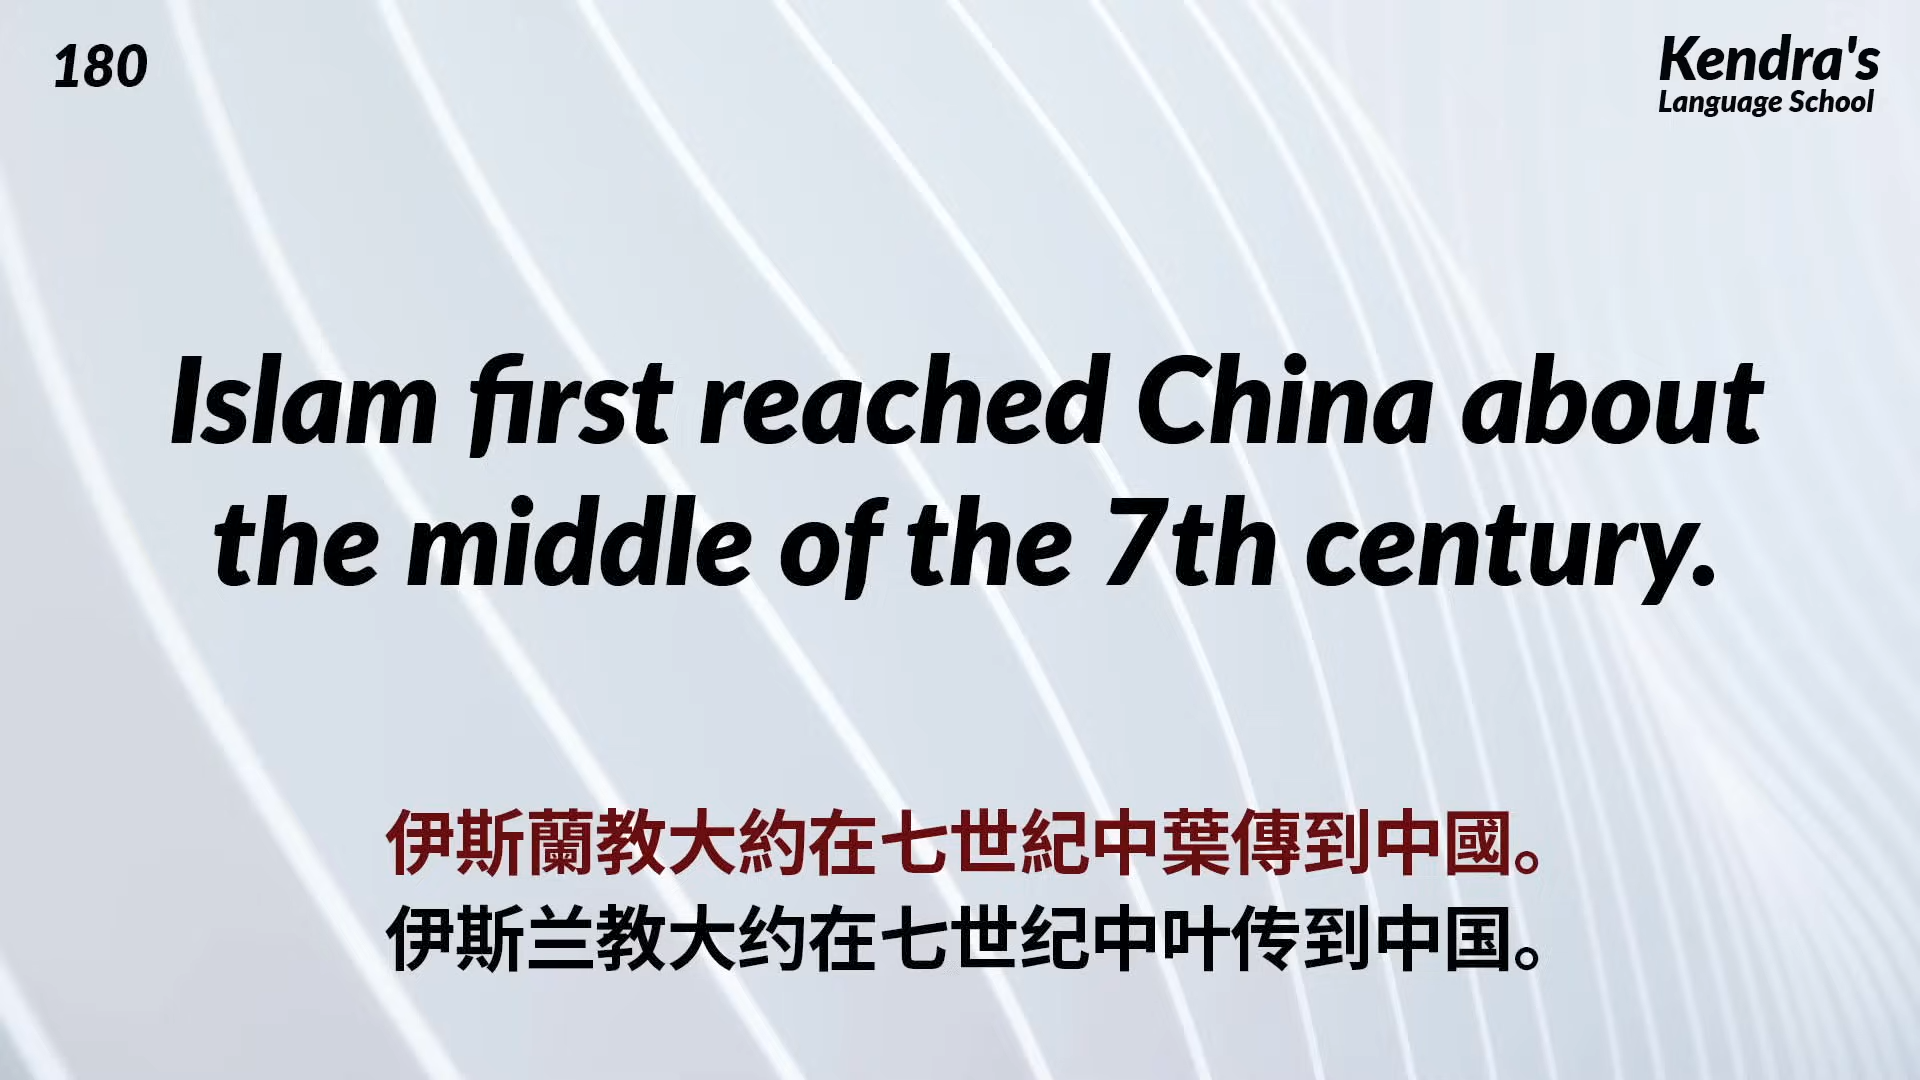 180
Kendra's
Language School
Islam first reached China about
the middle of the 7th century.
伊斯蘭教大約在七世紀中葉傳到中國。
伊斯兰教大约在七世纪中叶传到中国。